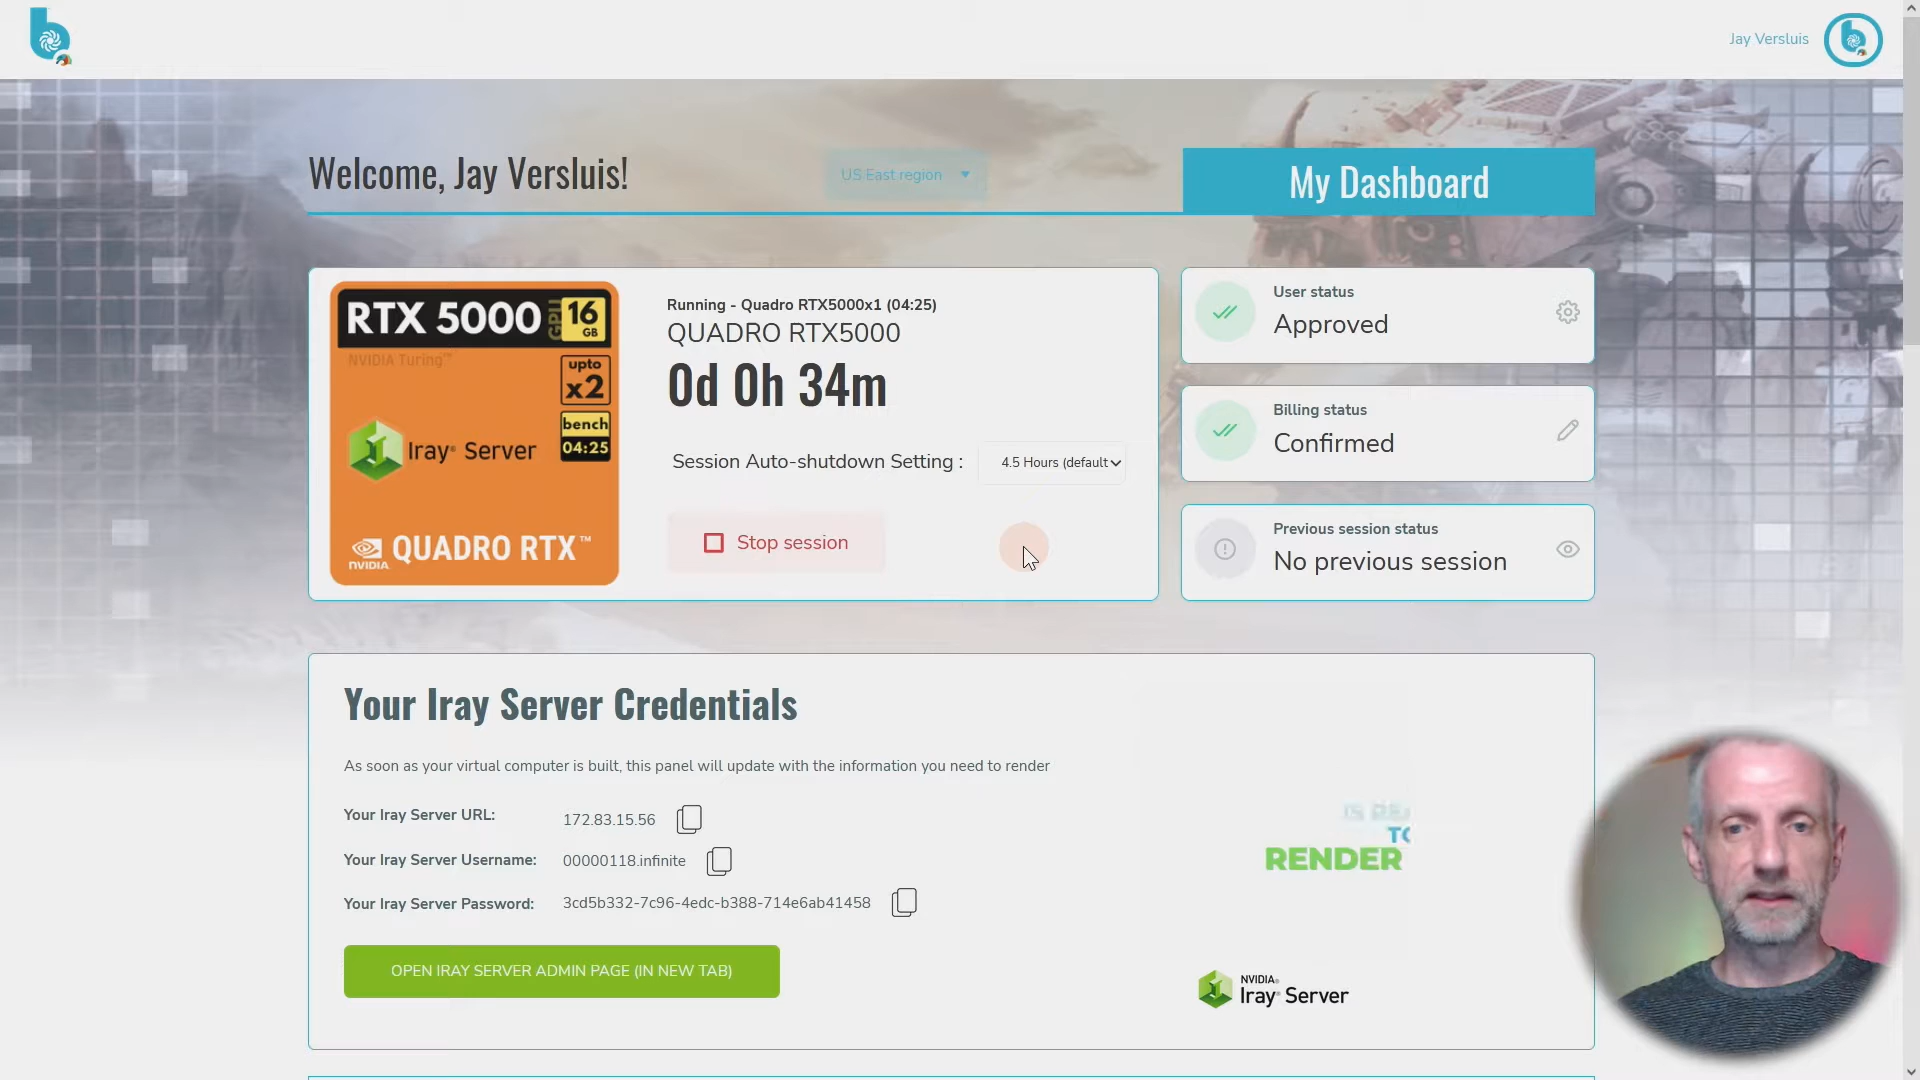 Jay Versluis
Welcome, Jay Versluis!
US East region
My Dashboard
RTX 5000 GPU 16 GB
NVIDIA Turing™
upto x2
Iray® Server
bench 04:25
NVIDIA QUADRO RTX™
Running - Quadro RTX5000x1 (04:25)
QUADRO RTX5000
0d 0h 34m
Session Auto-shutdown Setting : 4.5 Hours (default
Stop session
User status
Approved
Billing status
Confirmed
Previous session status
No previous session
Your Iray Server Credentials
As soon as your virtual computer is built, this panel will update with the information you need to render
Your Iray Server URL: 172.83.15.56
Your Iray Server Username: 00000118.infinite
Your Iray Server Password: 3cd5b332-7c96-4edc-b388-714e6ab41458
OPEN IRAY SERVER ADMIN PAGE (IN NEW TAB)
IS
RENDER
NVIDIA®
Iray® Server